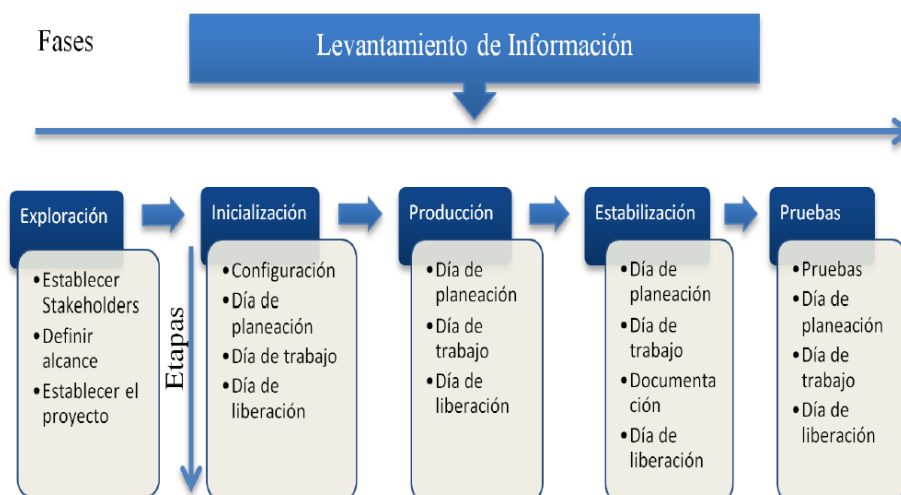 Fases
Levantamiento de Información
Exploración
• Establecer
Stakeholders
• Definir
alcance
• Establecer el
proyecto
Etapas
Inicialización
• Configuración
• Día de
planeación
• Día de trabajo
• Día de
liberación
Producción
• Día de
planeación
• Día de
trabajo
• Día de
liberación
Estabilización
• Día de
planeación
• Día de
trabajo
• Documenta
ción
• Día de
liberación
Pruebas
• Pruebas
• Día de
planeación
• Día de
trabajo
• Día de
liberación